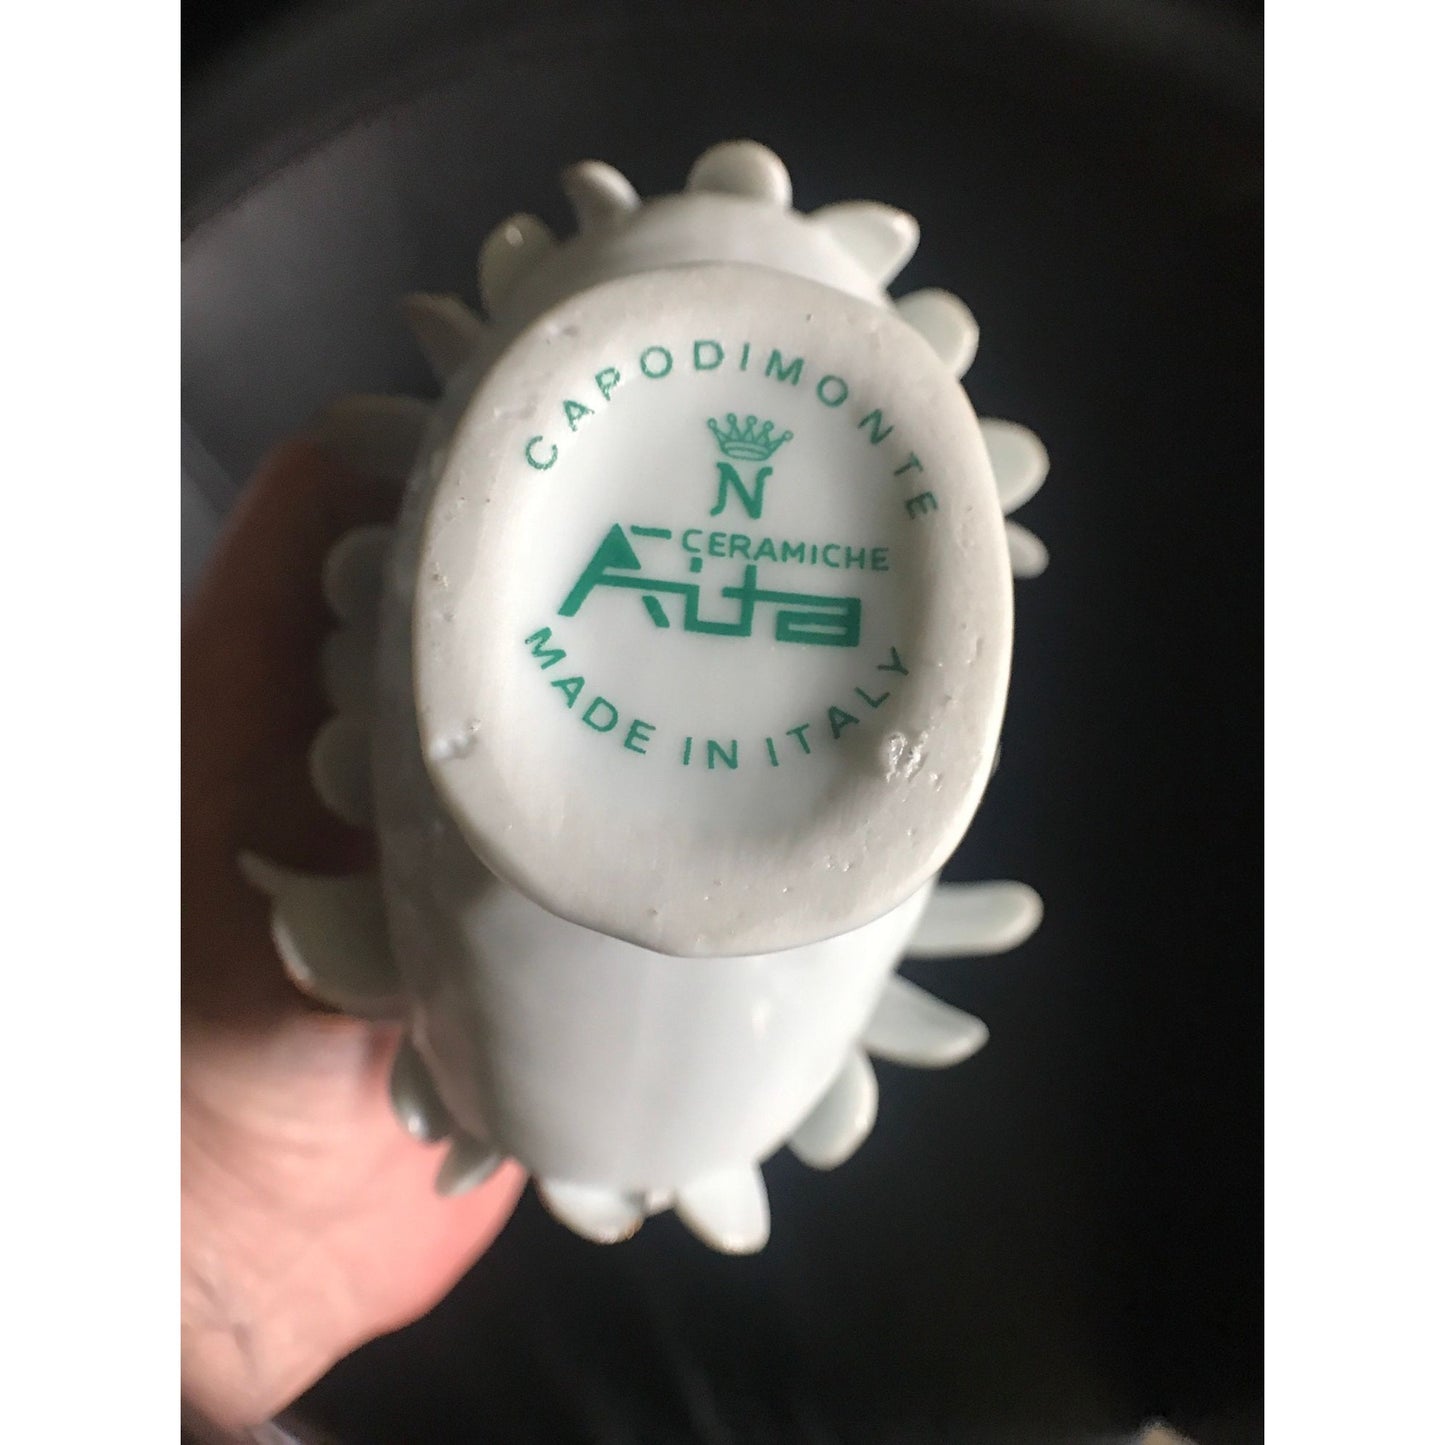 CAPODIMONTE
N
CERAMICHE
Aita
MADE IN ITALY